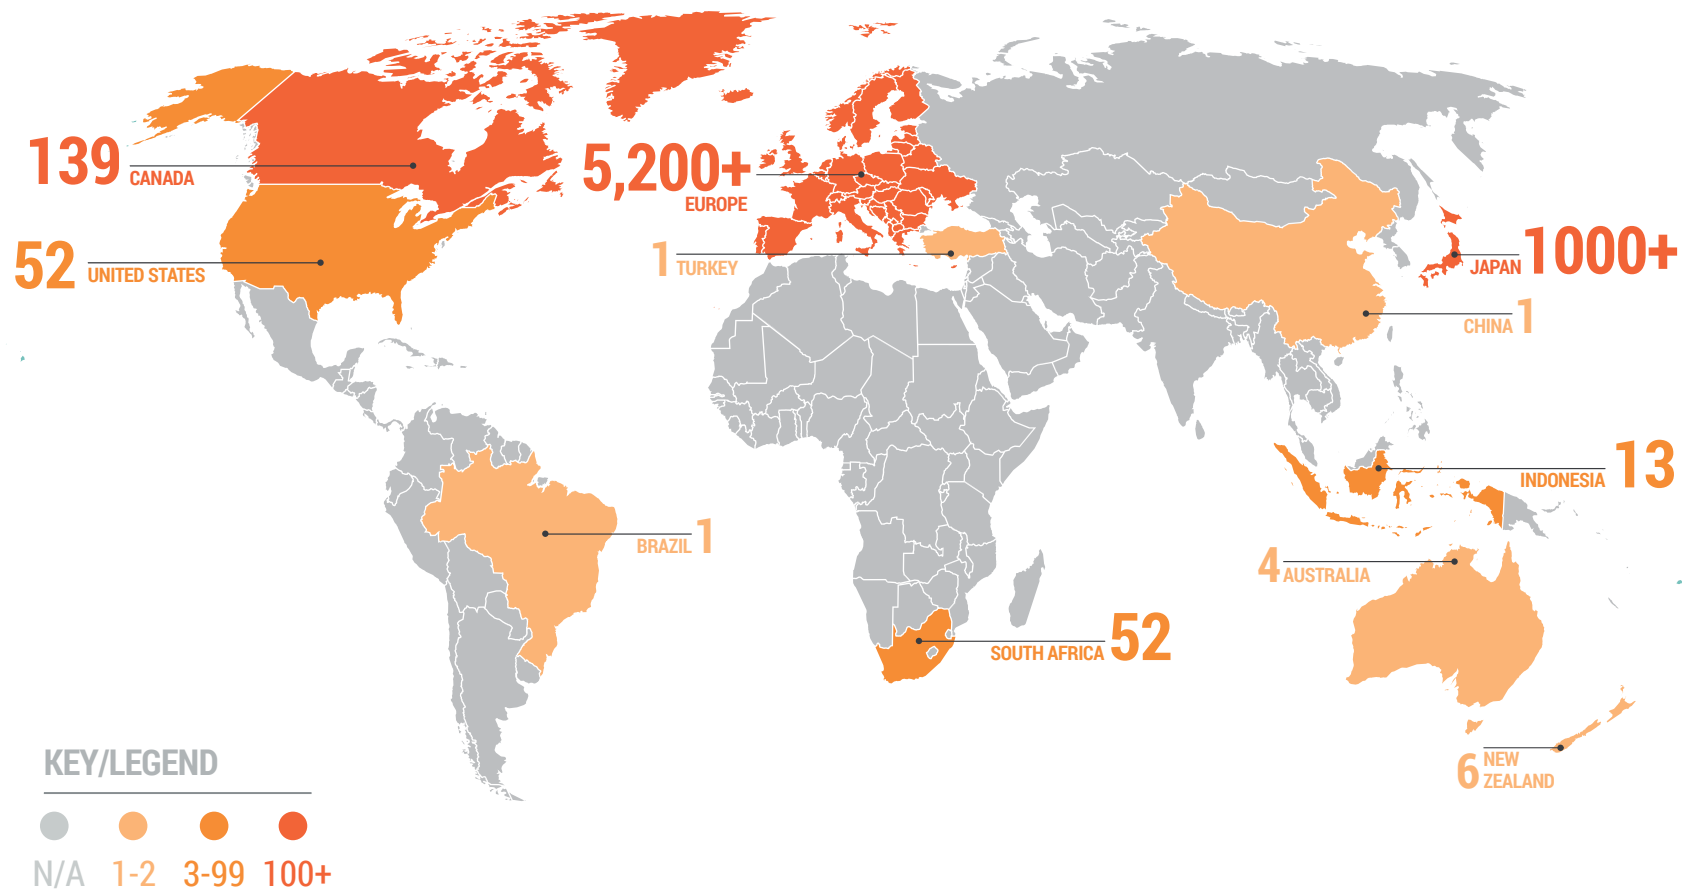 139
CANADA
5,200+
EUROPE
52
UNITED STATES
1
TURKEY
JAPAN
1000+
CHINA
1
INDONESIA
13
BRAZIL
1
4
AUSTRALIA
SOUTH AFRICA
52
6
NEW
ZEALAND
KEY/LEGEND
N/A
1-2
3-99
100+